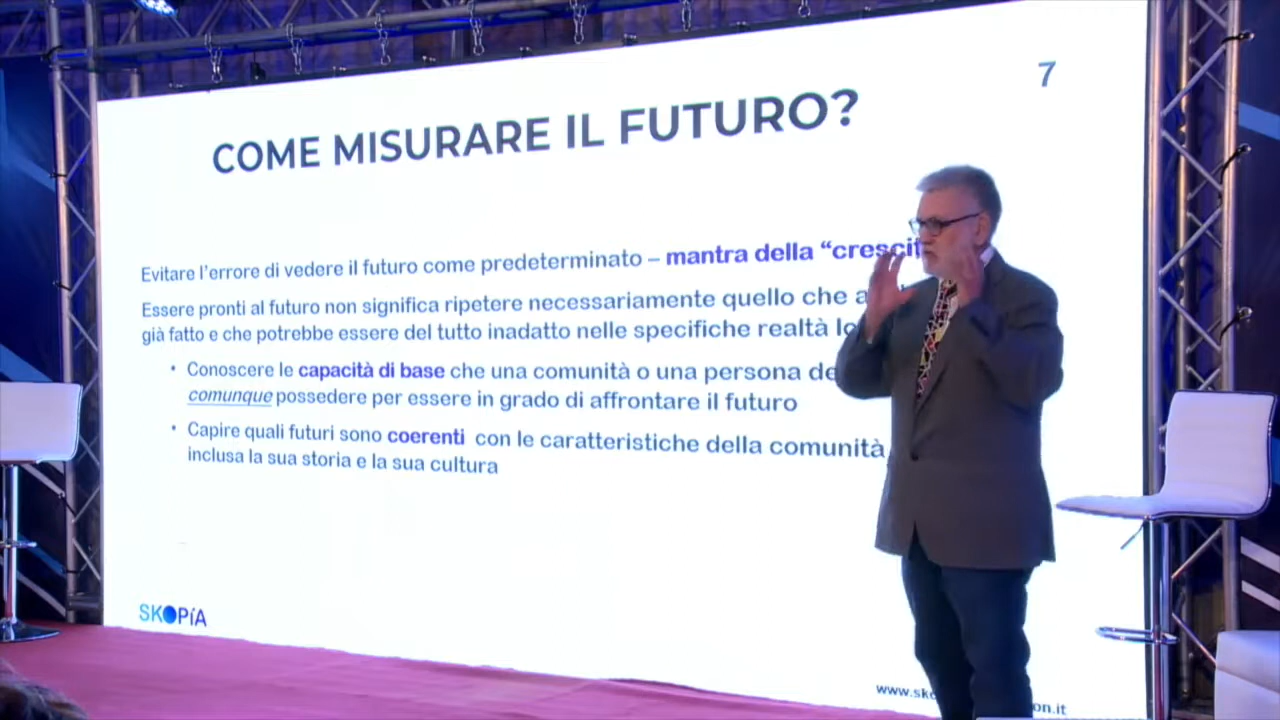 7
COME MISURARE IL FUTURO?
Evitare l'errore di vedere il futuro come predeterminato – mantra della "crescit
Essere pronti al futuro non significa ripetere necessariamente quello che
già fatto e che potrebbe essere del tutto inadatto nelle specifiche realtà
• Conoscere le capacità di base che una comunità o una persona
comunque possedere per essere in grado di affrontare il futuro
• Capire quali futuri sono coerenti con le caratteristiche della comunità
inclusa la sua storia e la sua cultura
SKOPÍA
www.sk on.it